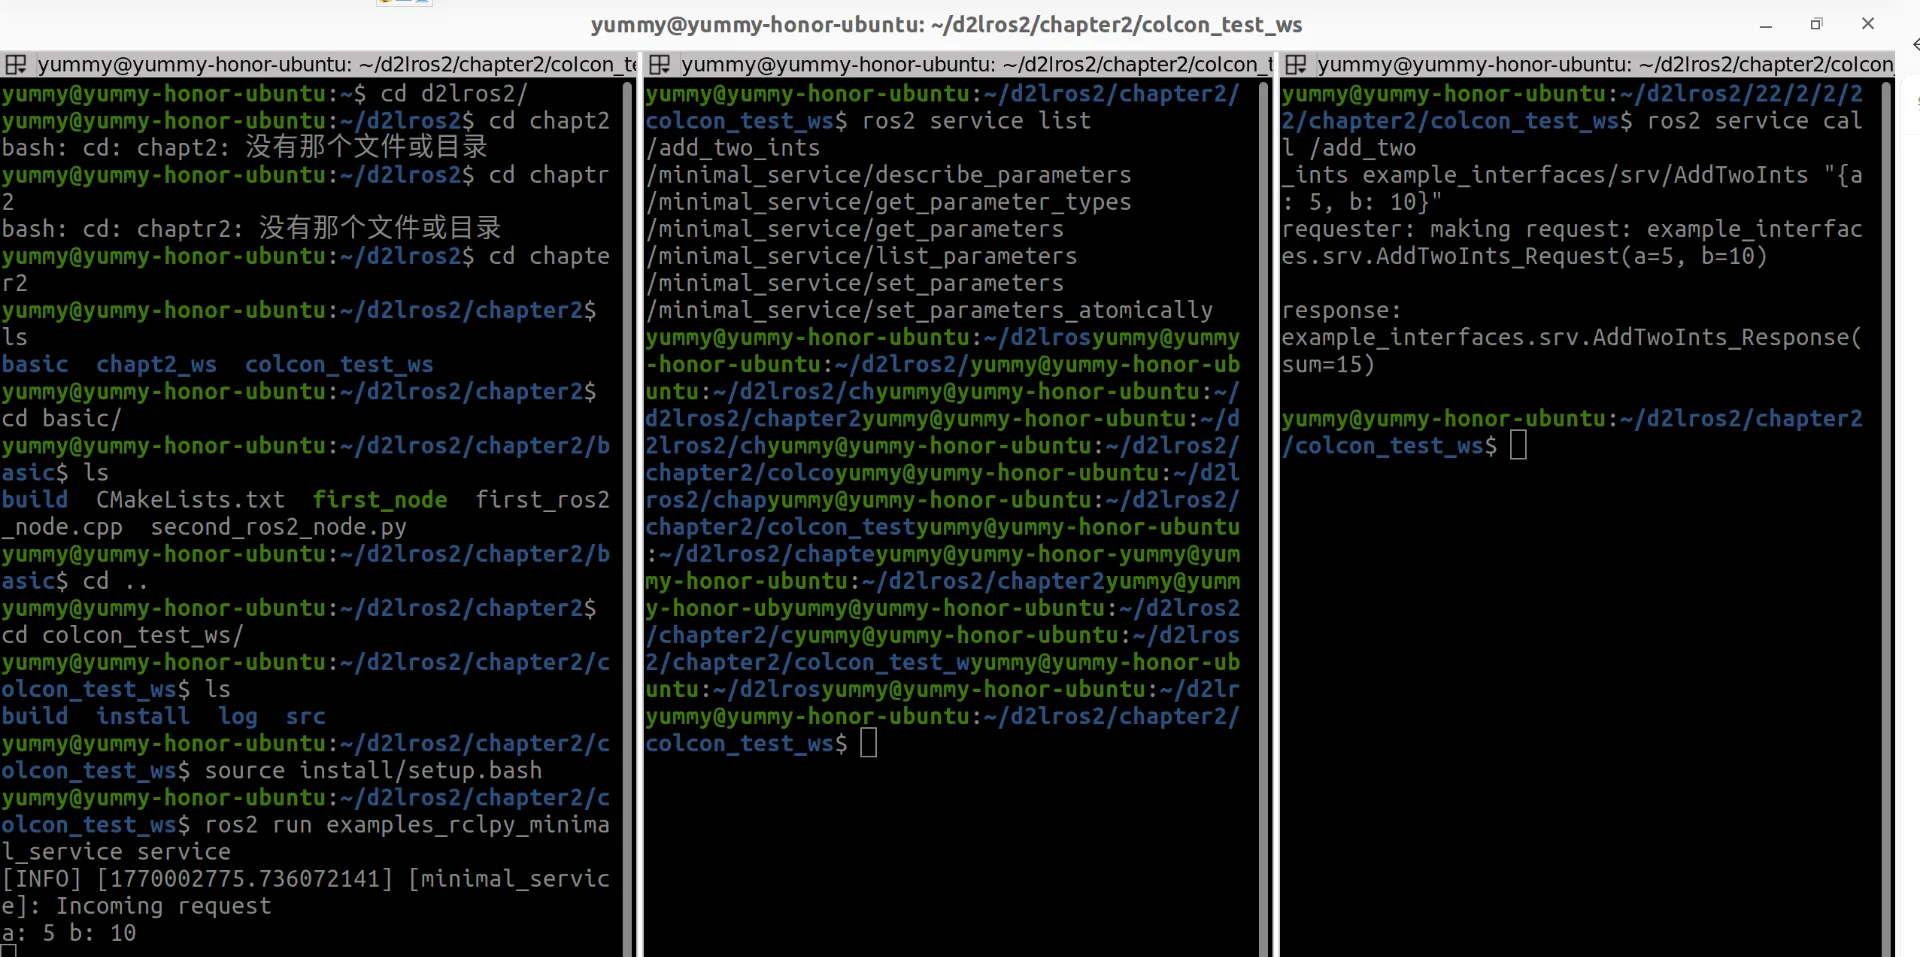 yummy@yummy-honor-ubuntu: ~/d2lros2/chapter2/colcon_test_ws
yummy@yummy-honor-ubuntu: ~/d2lros2/chapter2/colcon_te
yummy@yummy-honor-ubuntu:~$ cd d2lros2/
yummy@yummy-honor-ubuntu:~/d2lros2$ cd chapt2
bash: cd: chapt2: 没有那个文件或目录
yummy@yummy-honor-ubuntu:~/d2lros2$ cd chaptr
2
bash: cd: chaptr2: 没有那个文件或目录
yummy@yummy-honor-ubuntu:~/d2lros2$ cd chapte
r2
yummy@yummy-honor-ubuntu:~/d2lros2/chapter2$
ls
basic  chapt2_ws  colcon_test_ws
yummy@yummy-honor-ubuntu:~/d2lros2/chapter2$
cd basic/
yummy@yummy-honor-ubuntu:~/d2lros2/chapter2/b
asic$ ls
build  CMakeLists.txt  first_node  first_ros2
_node.cpp  second_ros2_node.py
yummy@yummy-honor-ubuntu:~/d2lros2/chapter2/b
asic$ cd ..
yummy@yummy-honor-ubuntu:~/d2lros2/chapter2$
cd colcon_test_ws/
yummy@yummy-honor-ubuntu:~/d2lros2/chapter2/c
olcon_test_ws$ ls
build  install  log  src
yummy@yummy-honor-ubuntu:~/d2lros2/chapter2/c
olcon_test_ws$ source install/setup.bash
yummy@yummy-honor-ubuntu:~/d2lros2/chapter2/c
olcon_test_ws$ ros2 run examples_rclpy_minima
l_service service
[INFO] [1770002775.736072141] [minimal_servic
e]: Incoming request
a: 5 b: 10
yummy@yummy-honor-ubuntu: ~/d2lros2/chapter2/colcon_t
yummy@yummy-honor-ubuntu:~/d2lros2/chapter2/
colcon_test_ws$ ros2 service list
/add_two_ints
/minimal_service/describe_parameters
/minimal_service/get_parameter_types
/minimal_service/get_parameters
/minimal_service/list_parameters
/minimal_service/set_parameters
/minimal_service/set_parameters_atomically
yummy@yummy-honor-ubuntu:~/d2lrosyummy@yummy
-honor-ubuntu:~/d2lros2/yummy@yummy-honor-ub
untu:~/d2lros2/chyummy@yummy-honor-ubuntu:~/
d2lros2/chapter2yummy@yummy-honor-ubuntu:~/d
2lros2/chyummy@yummy-honor-ubuntu:~/d2lros2/
chapter2/colcoyummy@yummy-honor-ubuntu:~/d2l
ros2/chapyummy@yummy-honor-ubuntu:~/d2lros2/
chapter2/colcon_testyummy@yummy-honor-ubuntu
:~/d2lros2/chapteyummy@yummy-honor-yummy@yum
my-honor-ubuntu:~/d2lros2/chapter2yummy@yumm
y-honor-ubyummy@yummy-honor-ubuntu:~/d2lros2
/chapter2/cyummy@yummy-honor-ubuntu:~/d2lros
2/chapter2/colcon_test_wyummy@yummy-honor-ub
untu:~/d2lrosyummy@yummy-honor-ubuntu:~/d2lr
yummy@yummy-honor-ubuntu:~/d2lros2/chapter2/
colcon_test_ws$
yummy@yummy-honor-ubuntu: ~/d2lros2/chapter2/colcon
yummy@yummy-honor-ubuntu:~/d2lros2/22/2/2/2
2/chapter2/colcon_test_ws$ ros2 service cal
l /add_two
_ints example_interfaces/srv/AddTwoInts "{a
: 5, b: 10}"
requester: making request: example_interfac
es.srv.AddTwoInts_Request(a=5, b=10)
response:
example_interfaces.srv.AddTwoInts_Response(
sum=15)
yummy@yummy-honor-ubuntu:~/d2lros2/chapter2
/colcon_test_ws$